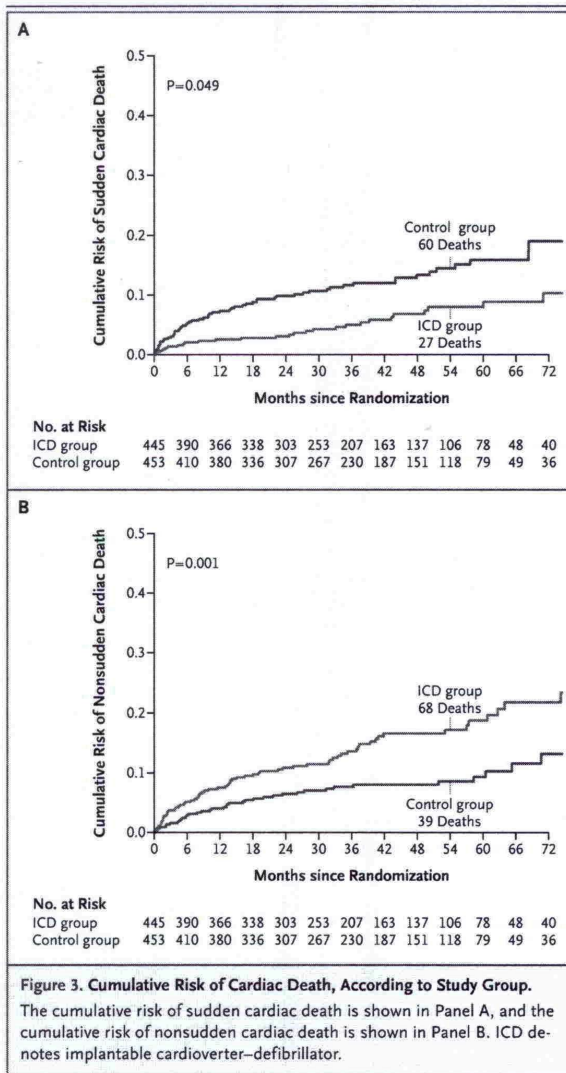 A
0.5
P=0.049
0.4
0.3
0.2
Control group
60 Deaths
0.1
ICD group
27 Deaths
0.0
0 6 12 18 24 30 36 42 48 54 60 66 72
Cumulative Risk of Sudden Cardiac Death
Months since Randomization
No. at Risk
ICD group 445 390 366 338 303 253 207 163 137 106 78 48 40
Control group 453 410 380 336 307 267 230 187 151 118 79 49 36
B
0.5
P=0.001
0.4
0.3
ICD group
68 Deaths
0.2
0.1
Control group
39 Deaths
0.0
0 6 12 18 24 30 36 42 48 54 60 66 72
Cumulative Risk of Nonsudden Cardiac Death
Months since Randomization
No. at Risk
ICD group 445 390 366 338 303 253 207 163 137 106 78 48 40
Control group 453 410 380 336 307 267 230 187 151 118 79 49 36
Figure 3. Cumulative Risk of Cardiac Death, According to Study Group.
The cumulative risk of sudden cardiac death is shown in Panel A, and the
cumulative risk of nonsudden cardiac death is shown in Panel B. ICD de-
notes implantable cardioverter–defibrillator.